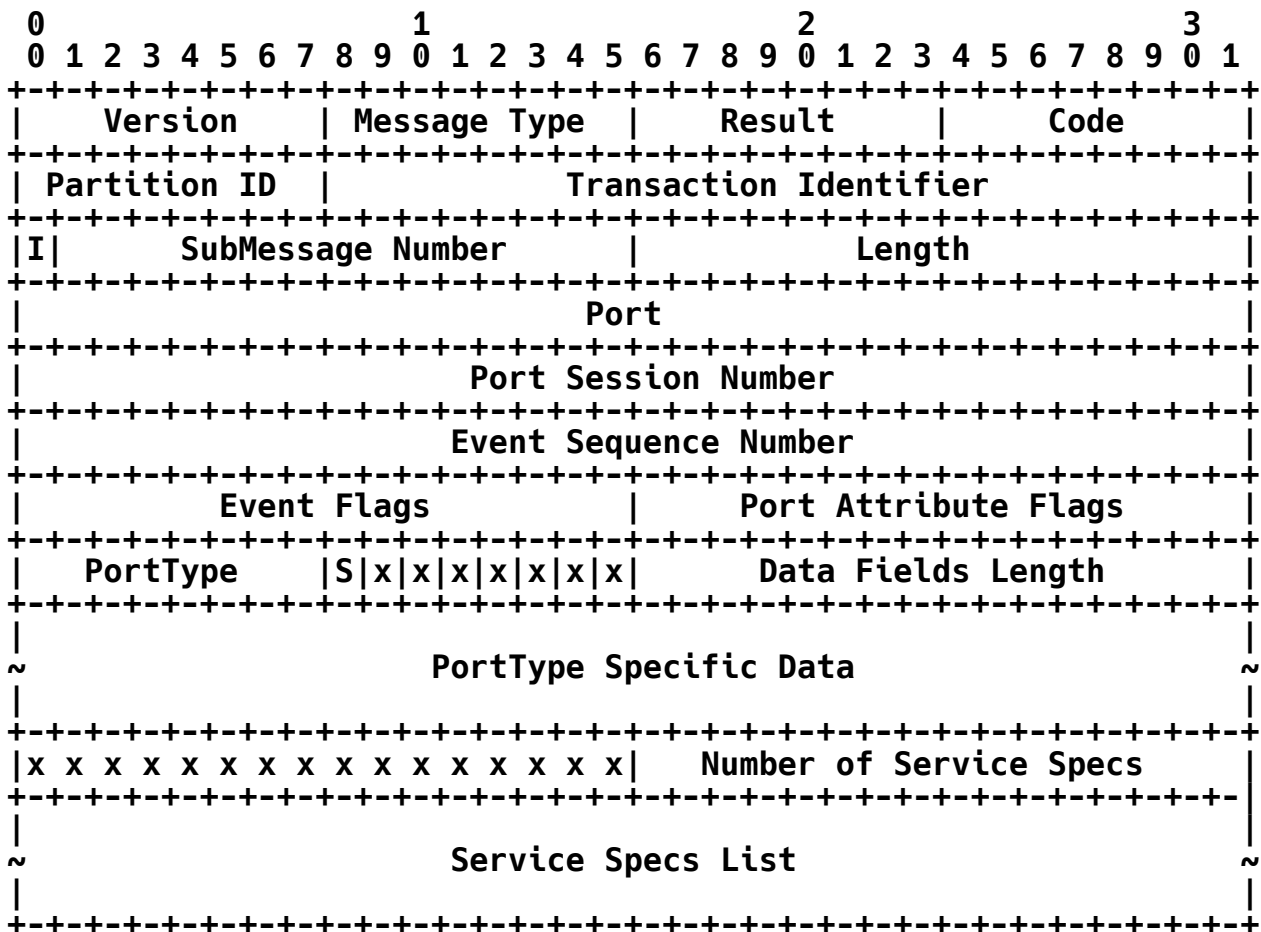 0                   1                   2                   3
 0 1 2 3 4 5 6 7 8 9 0 1 2 3 4 5 6 7 8 9 0 1 2 3 4 5 6 7 8 9 0 1
+-+-+-+-+-+-+-+-+-+-+-+-+-+-+-+-+-+-+-+-+-+-+-+-+-+-+-+-+-+-+-+-+
|    Version    | Message Type  |    Result     |     Code      |
+-+-+-+-+-+-+-+-+-+-+-+-+-+-+-+-+-+-+-+-+-+-+-+-+-+-+-+-+-+-+-+-+
| Partition ID  |            Transaction Identifier             |
+-+-+-+-+-+-+-+-+-+-+-+-+-+-+-+-+-+-+-+-+-+-+-+-+-+-+-+-+-+-+-+-+
|I|      SubMessage Number      |           Length              |
+-+-+-+-+-+-+-+-+-+-+-+-+-+-+-+-+-+-+-+-+-+-+-+-+-+-+-+-+-+-+-+-+
|                             Port                              |
+-+-+-+-+-+-+-+-+-+-+-+-+-+-+-+-+-+-+-+-+-+-+-+-+-+-+-+-+-+-+-+-+
|                       Port Session Number                     |
+-+-+-+-+-+-+-+-+-+-+-+-+-+-+-+-+-+-+-+-+-+-+-+-+-+-+-+-+-+-+-+-+
|                      Event Sequence Number                    |
+-+-+-+-+-+-+-+-+-+-+-+-+-+-+-+-+-+-+-+-+-+-+-+-+-+-+-+-+-+-+-+-+
|          Event Flags          |     Port Attribute Flags      |
+-+-+-+-+-+-+-+-+-+-+-+-+-+-+-+-+-+-+-+-+-+-+-+-+-+-+-+-+-+-+-+-+
|   PortType    |S|x|x|x|x|x|x|x|      Data Fields Length       |
+-+-+-+-+-+-+-+-+-+-+-+-+-+-+-+-+-+-+-+-+-+-+-+-+-+-+-+-+-+-+-+-+
|                                                               |
~                     PortType Specific Data                    ~
|                                                               |
+-+-+-+-+-+-+-+-+-+-+-+-+-+-+-+-+-+-+-+-+-+-+-+-+-+-+-+-+-+-+-+-+
|x x x x x x x x x x x x x x x x|   Number of Service Specs     |
+-+-+-+-+-+-+-+-+-+-+-+-+-+-+-+-+-+-+-+-+-+-+-+-+-+-+-+-+-+-+-+-|
|                                                               |
~                      Service Specs List                       ~
|                                                               |
+-+-+-+-+-+-+-+-+-+-+-+-+-+-+-+-+-+-+-+-+-+-+-+-+-+-+-+-+-+-+-+-+